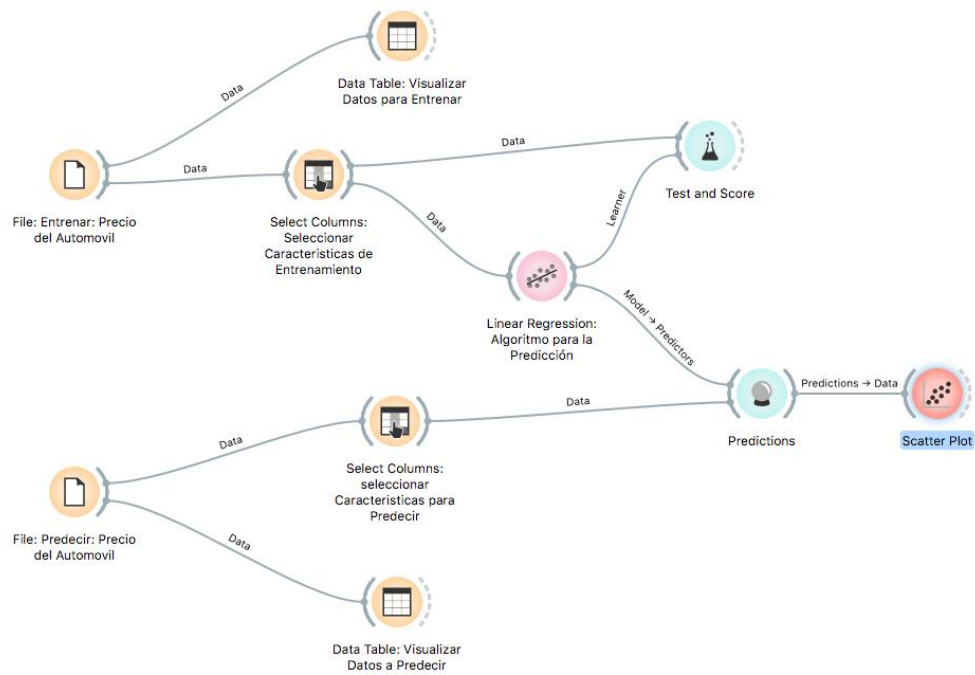 Data Table: Visualizar
Datos para Entrenar
Data
Data
File: Entrenar: Precio
del Automovil
Select Columns:
Seleccionar
Caracteristicas de
Entrenamiento
Data
Test and Score
Data
Learner
Linear Regression:
Algoritmo para la
Predicción
Model → Predictors
Data
Predictions
Predictions → Data
Scatter Plot
Data
Select Columns:
seleccionar
Caracteristicas para
Predecir
File: Predecir: Precio
del Automovil
Data
Data Table: Visualizar
Datos a Predecir